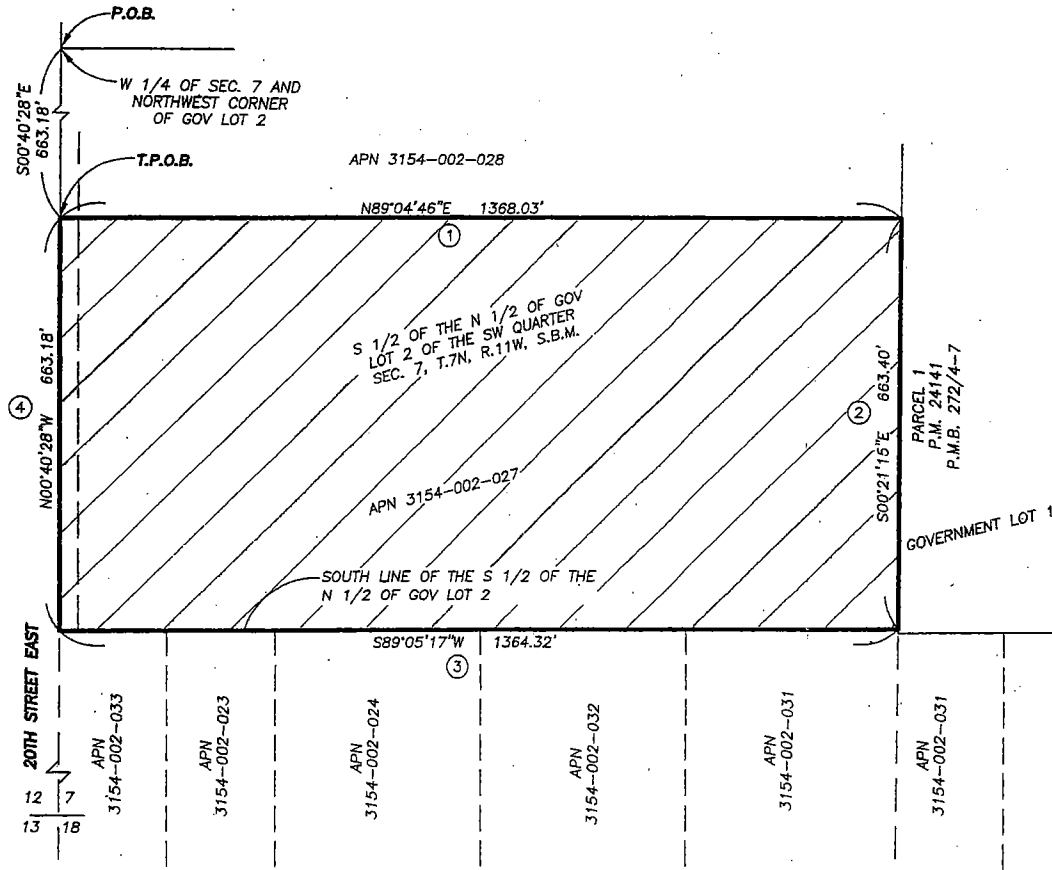 P.O.B.
W 1/4 OF SEC. 7 AND
NORTHWEST CORNER
OF GOV LOT 2
S00°40'28"E
663.18'
T.P.O.B.
APN 3154-002-028
N89°04'46"E 1368.03'
1
S 1/2 OF THE N 1/2 OF GOV
LOT 2 OF THE SW QUARTER
SEC. 7, T.7N, R.11W, S.B.M.
N00°40'28"W 663.18'
4
2
S00°21'15"E 663.40'
PARCEL 1
P.M. 24141
P.M.B. 272/4-7
APN 3154-002-027
GOVERNMENT LOT 1
SOUTH LINE OF THE S 1/2 OF THE
N 1/2 OF GOV LOT 2
S89°05'17"W 1364.32'
3
20TH STREET EAST
APN
3154-002-033
APN
3154-002-023
APN
3154-002-024
APN
3154-002-032
APN
3154-002-031
APN
3154-002-031
12 7
13 18